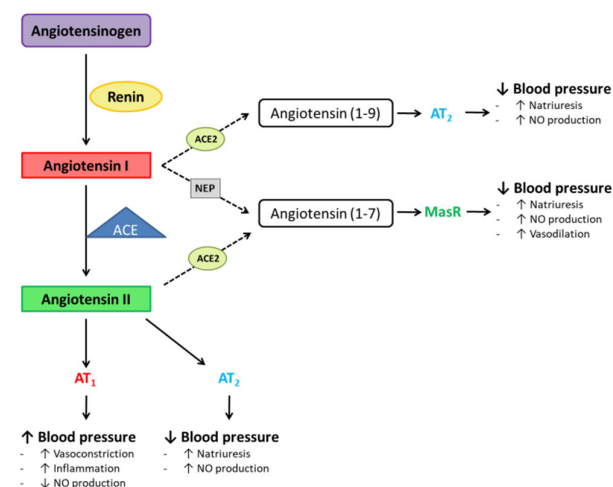 Angiotensinogen
Renin
Angiotensin I
ACE
Angiotensin II
ACE2
NEP
ACE2
Angiotensin (1-9)
AT₂
↓ Blood pressure
- ↑ Natriuresis
- ↑ NO production
Angiotensin (1-7)
MasR
↓ Blood pressure
- ↑ Natriuresis
- ↑ NO production
- ↑ Vasodilation
AT₁
↑ Blood pressure
- ↑ Vasoconstriction
- ↑ Inflammation
- ↓ NO production
AT₂
↓ Blood pressure
- ↑ Natriuresis
- ↑ NO production